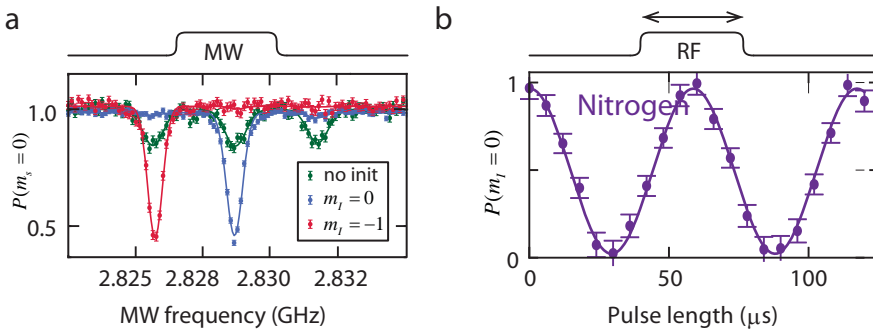 a
MW
P(m_s = 0)
1.0
0.5
no init
m_I = 0
m_I = −1
2.826 2.828 2.830 2.832
MW frequency (GHz)
b
RF
P(m_I = 0)
1
0
Nitrogen
0 50 100
Pulse length (μs)